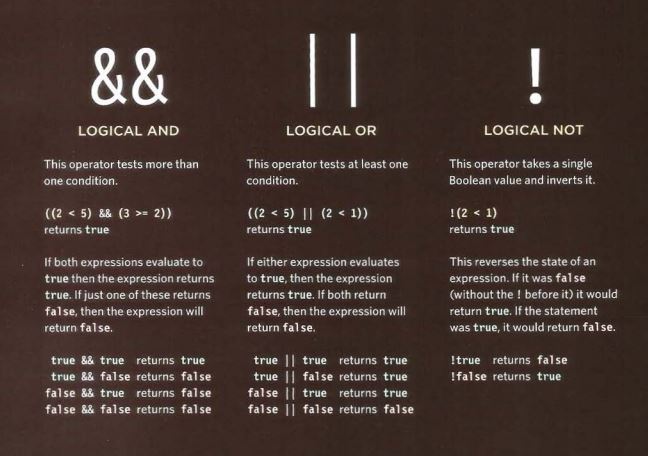 &&
LOGICAL AND
This operator tests more than
one condition.
((2 < 5) && (3 >= 2))
returns true
If both expressions evaluate to
true then the expression returns
true. If just one of these returns
false, then the expression will
return false.
true && true returns true
true && false returns false
false && true returns false
false && false returns false
||
LOGICAL OR
This operator tests at least one
condition.
((2 < 5) || (2 < 1))
returns true
If either expression evaluates
to true, then the expression
returns true. If both return
false, then the expression will
return false.
true || true returns true
true || false returns true
false || true returns true
false || false returns false
!
LOGICAL NOT
This operator takes a single
Boolean value and inverts it.
!(2 < 1)
returns true
This reverses the state of an
expression. If it was false
(without the ! before it) it would
return true. If the statement
was true, it would return false.
!true returns false
!false returns true